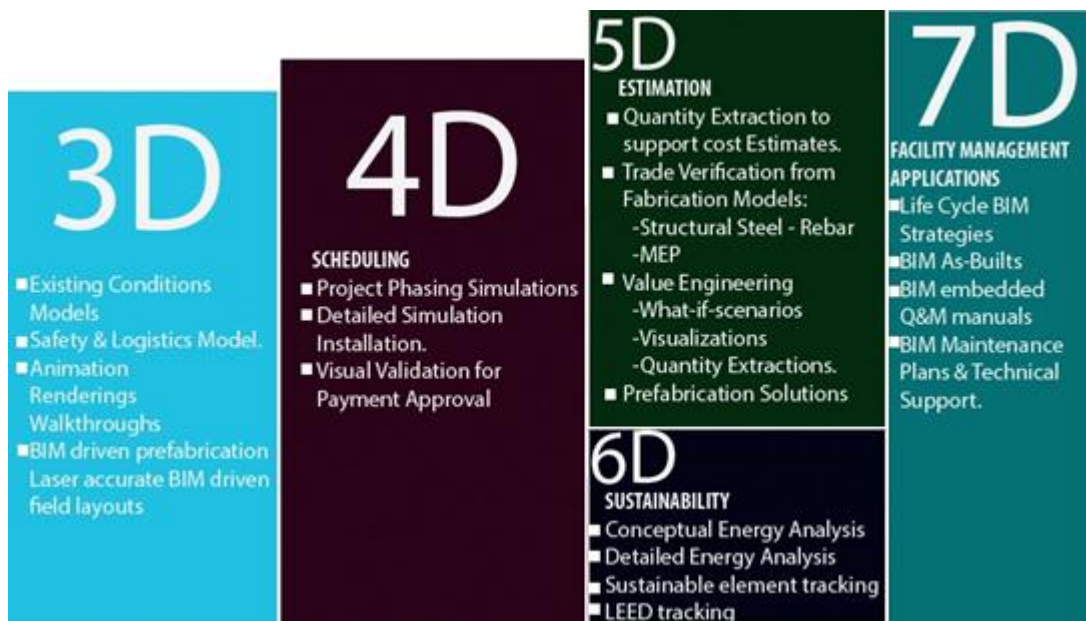 3D
■Existing Conditions
Models
■Safety & Logistics Model.
■Animation
Renderings
Walkthroughs
■BIM driven prefabrication
Laser accurate BIM driven
field layouts
4D
SCHEDULING
■Project Phasing Simulations
■Detailed Simulation
Installation.
■Visual Validation for
Payment Approval
5D
ESTIMATION
■Quantity Extraction to
support cost Estimates.
■Trade Verification from
Fabrication Models:
-Structural Steel - Rebar
-MEP
■Value Engineering
-What-if-scenarios
-Visualizations
-Quantity Extractions.
■Prefabrication Solutions
6D
SUSTAINABILITY
■Conceptual Energy Analysis
■Detailed Energy Analysis
■Sustainable element tracking
■LEED tracking
7D
FACILITY MANAGEMENT
APPLICATIONS
■Life Cycle BIM
Strategies
■BIM As-Builts
■BIM embedded
Q&M manuals
■BIM Maintenance
Plans & Technical
Support.